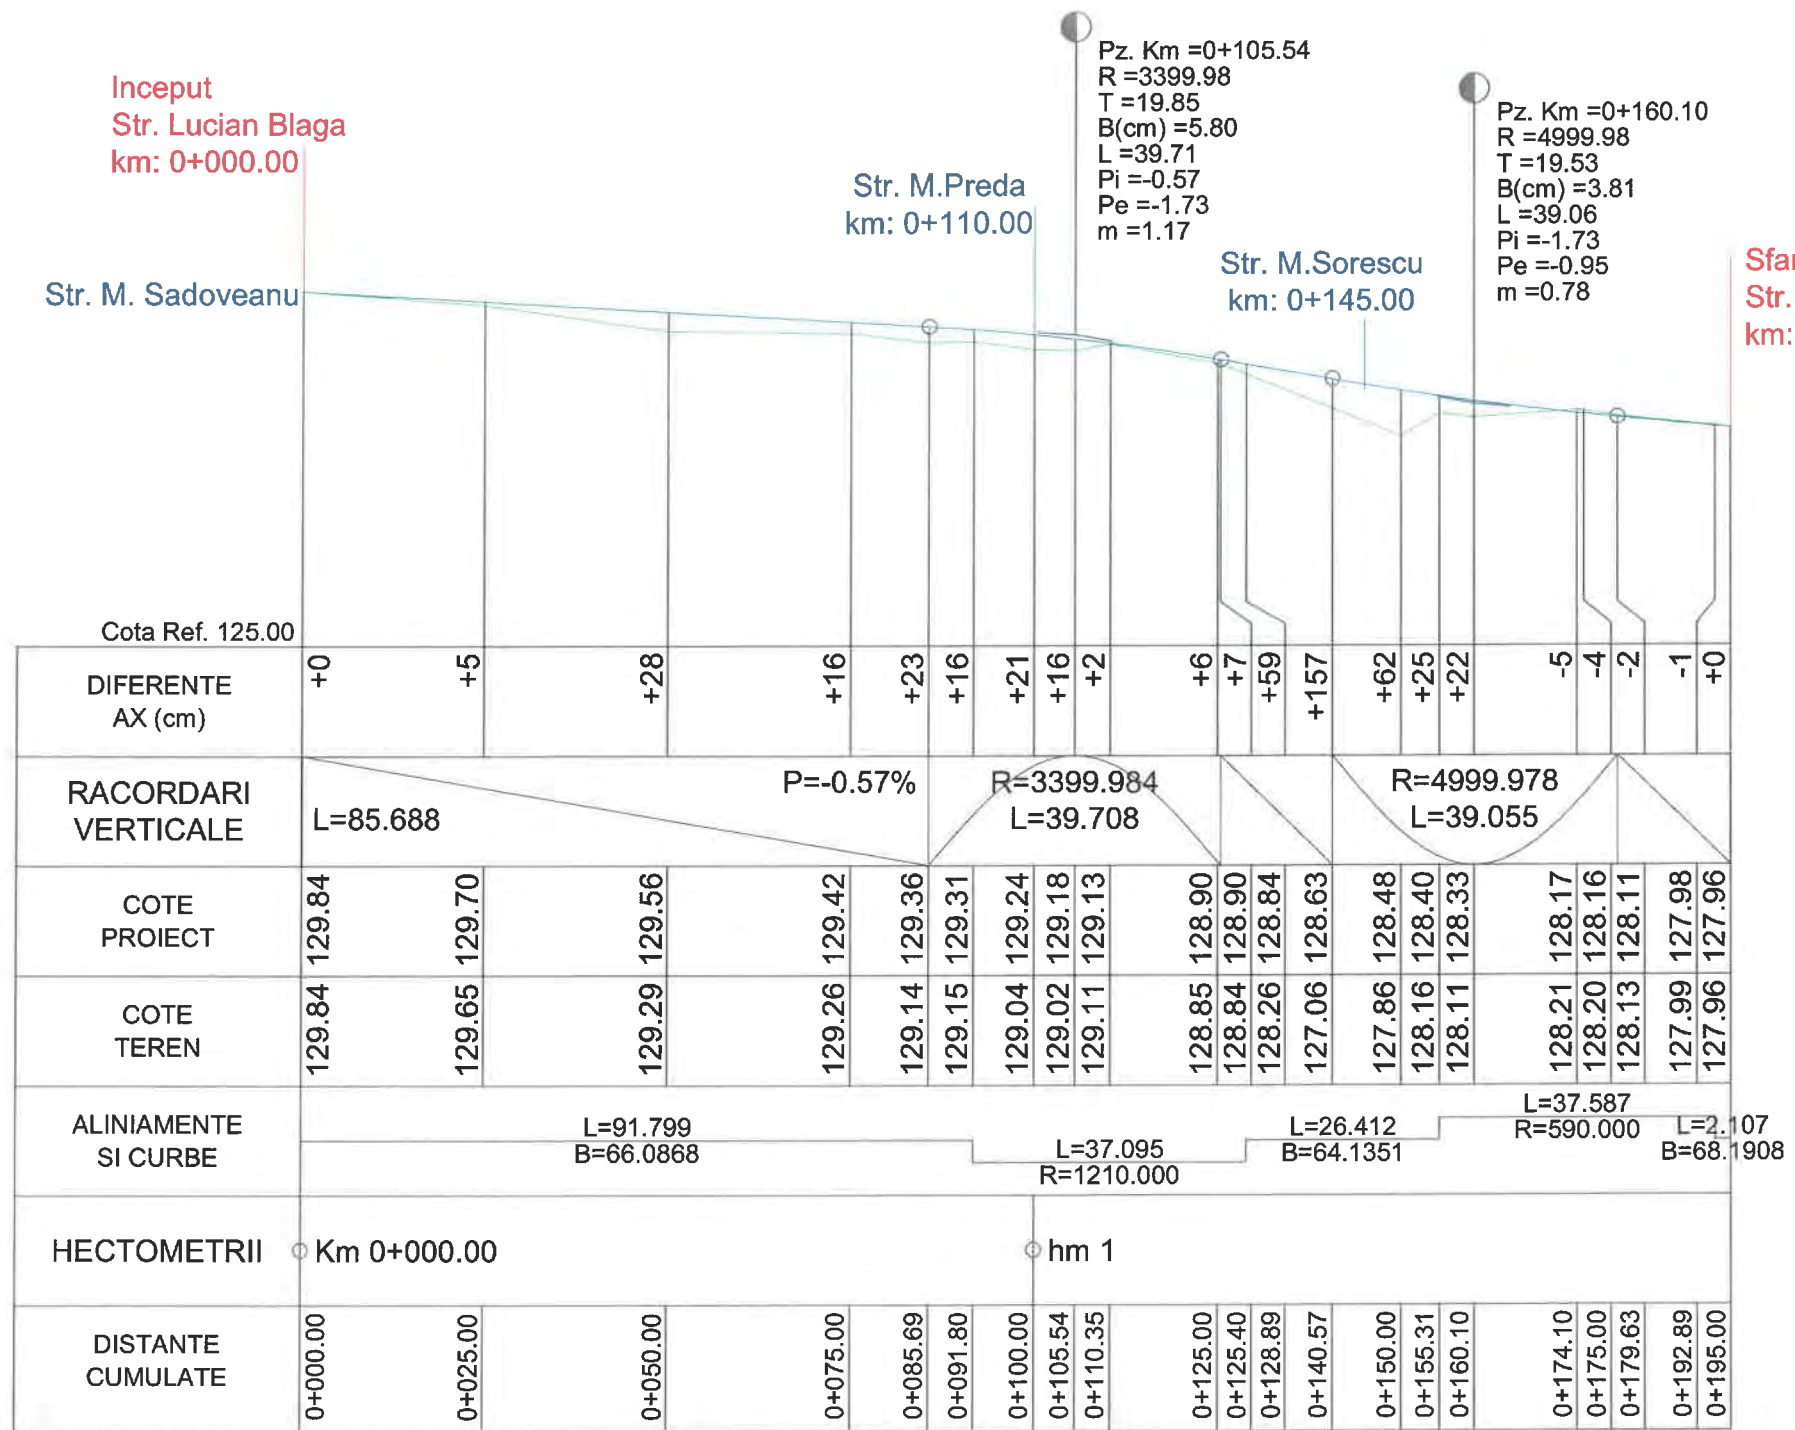 Inceput
Str. Lucian Blaga
km: 0+000.00
Str. M. Sadoveanu
Str. M.Preda
km: 0+110.00
Pz. Km =0+105.54
R =3399.98
T =19.85
B(cm) =5.80
L =39.71
Pi =-0.57
Pe =-1.73
m =1.17
Str. M.Sorescu
km: 0+145.00
Pz. Km =0+160.10
R =4999.98
T =19.53
B(cm) =3.81
L =39.06
Pi =-1.73
Pe =-0.95
m =0.78
Sfar
Str.
km:
Cota Ref. 125.00
DIFERENTE
AX (cm)
+0 +5 +28 +16 +23 +16 +21 +16 +2 +6 +7 +59 +157 +62 +25 +22 -5 -4 -2 -1 +0
RACORDARI
VERTICALE
L=85.688
P=-0.57%
R=3399.984
L=39.708
R=4999.978
L=39.055
COTE
PROIECT
129.84 129.70 129.56 129.42 129.36 129.31 129.24 129.18 129.13 128.90 128.90 128.84 128.63 128.48 128.40 128.33 128.17 128.16 128.11 127.98 127.96
COTE
TEREN
129.84 129.65 129.29 129.26 129.14 129.15 129.04 129.02 129.11 128.85 128.84 128.26 127.06 127.86 128.16 128.11 128.21 128.20 128.13 127.99 127.96
ALINIAMENTE
SI CURBE
L=91.799
B=66.0868
L=37.095
R=1210.000
L=26.412
B=64.1351
L=37.587
R=590.000
L=2.107
B=68.1908
HECTOMETRII
Km 0+000.00
hm 1
DISTANTE
CUMULATE
0+000.00 0+025.00 0+050.00 0+075.00 0+085.69 0+091.80 0+100.00 0+105.54 0+110.35 0+125.00 0+125.40 0+128.89 0+140.57 0+150.00 0+155.31 0+160.10 0+174.10 0+175.00 0+179.63 0+192.89 0+195.00